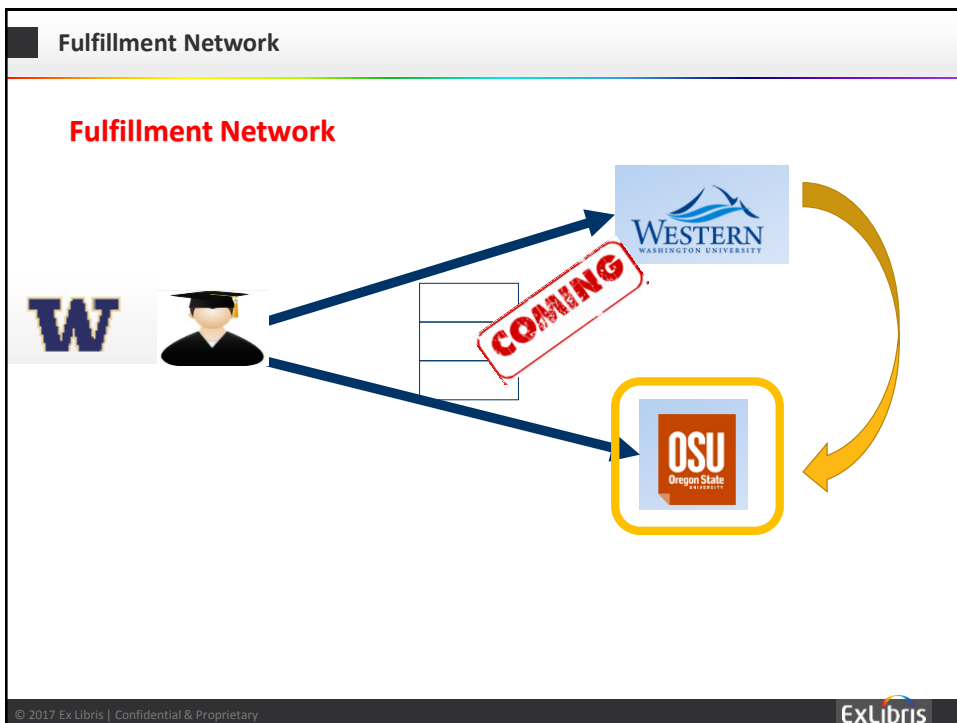 Fulfillment Network
Fulfillment Network
WESTERN
WASHINGTON UNIVERSITY
COMING
W
OSU
Oregon State
UNIVERSITY
© 2017 Ex Libris | Confidential & Proprietary
ExLibris